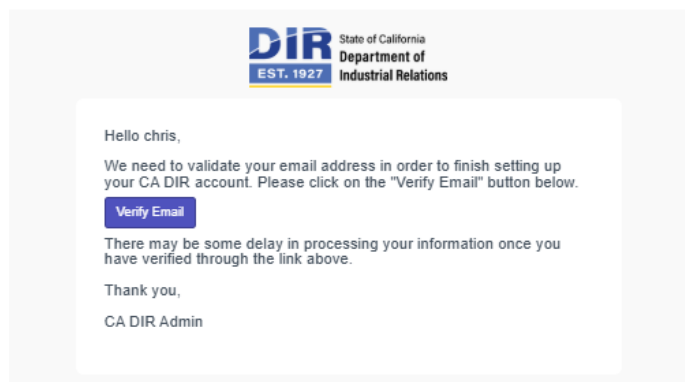 DIR
EST. 1927
State of California
Department of
Industrial Relations
Hello chris,
We need to validate your email address in order to finish setting up
your CA DIR account. Please click on the "Verify Email" button below.
Verify Email
There may be some delay in processing your information once you
have verified through the link above.
Thank you,
CA DIR Admin